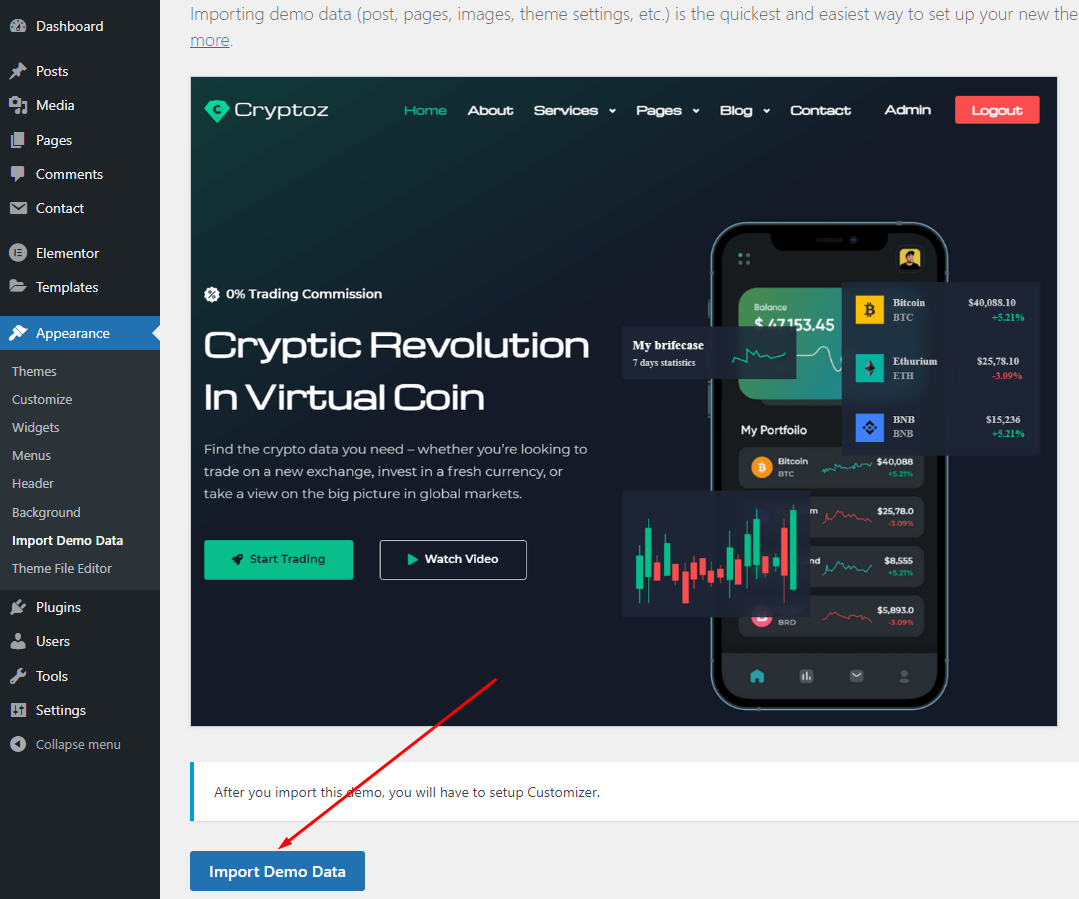 Dashboard
Posts
Media
Pages
Comments
Contact
Elementor
Templates
Appearance
Themes
Customize
Widgets
Menus
Header
Background
Import Demo Data
Theme File Editor
Plugins
Users
Tools
Settings
Collapse menu
Importing demo data (post, pages, images, theme settings, etc.) is the quickest and easiest way to set up your new the
more.
Cryptoz
Home About Services Pages Blog Contact Admin Logout
0% Trading Commission
Cryptic Revolution
In Virtual Coin
Find the crypto data you need – whether you're looking to
trade on a new exchange, invest in a fresh currency, or
take a view on the big picture in global markets.
Start Trading Watch Video
Balance
$ 47,153.45
My brifecase
7 days statistics
Bitcoin $40,088.10
BTC +5.21%
Ethurium $25,78.10
ETH -3.09%
BNB $15,236
BNB +5.21%
My Portfoilo
Bitcoin $40,088
BTC +5.21%
m $25,78.0
-3.09%
nd $8,555
+5.21%
$5,893.0
BRD -3.09%
After you import this demo, you will have to setup Customizer.
Import Demo Data